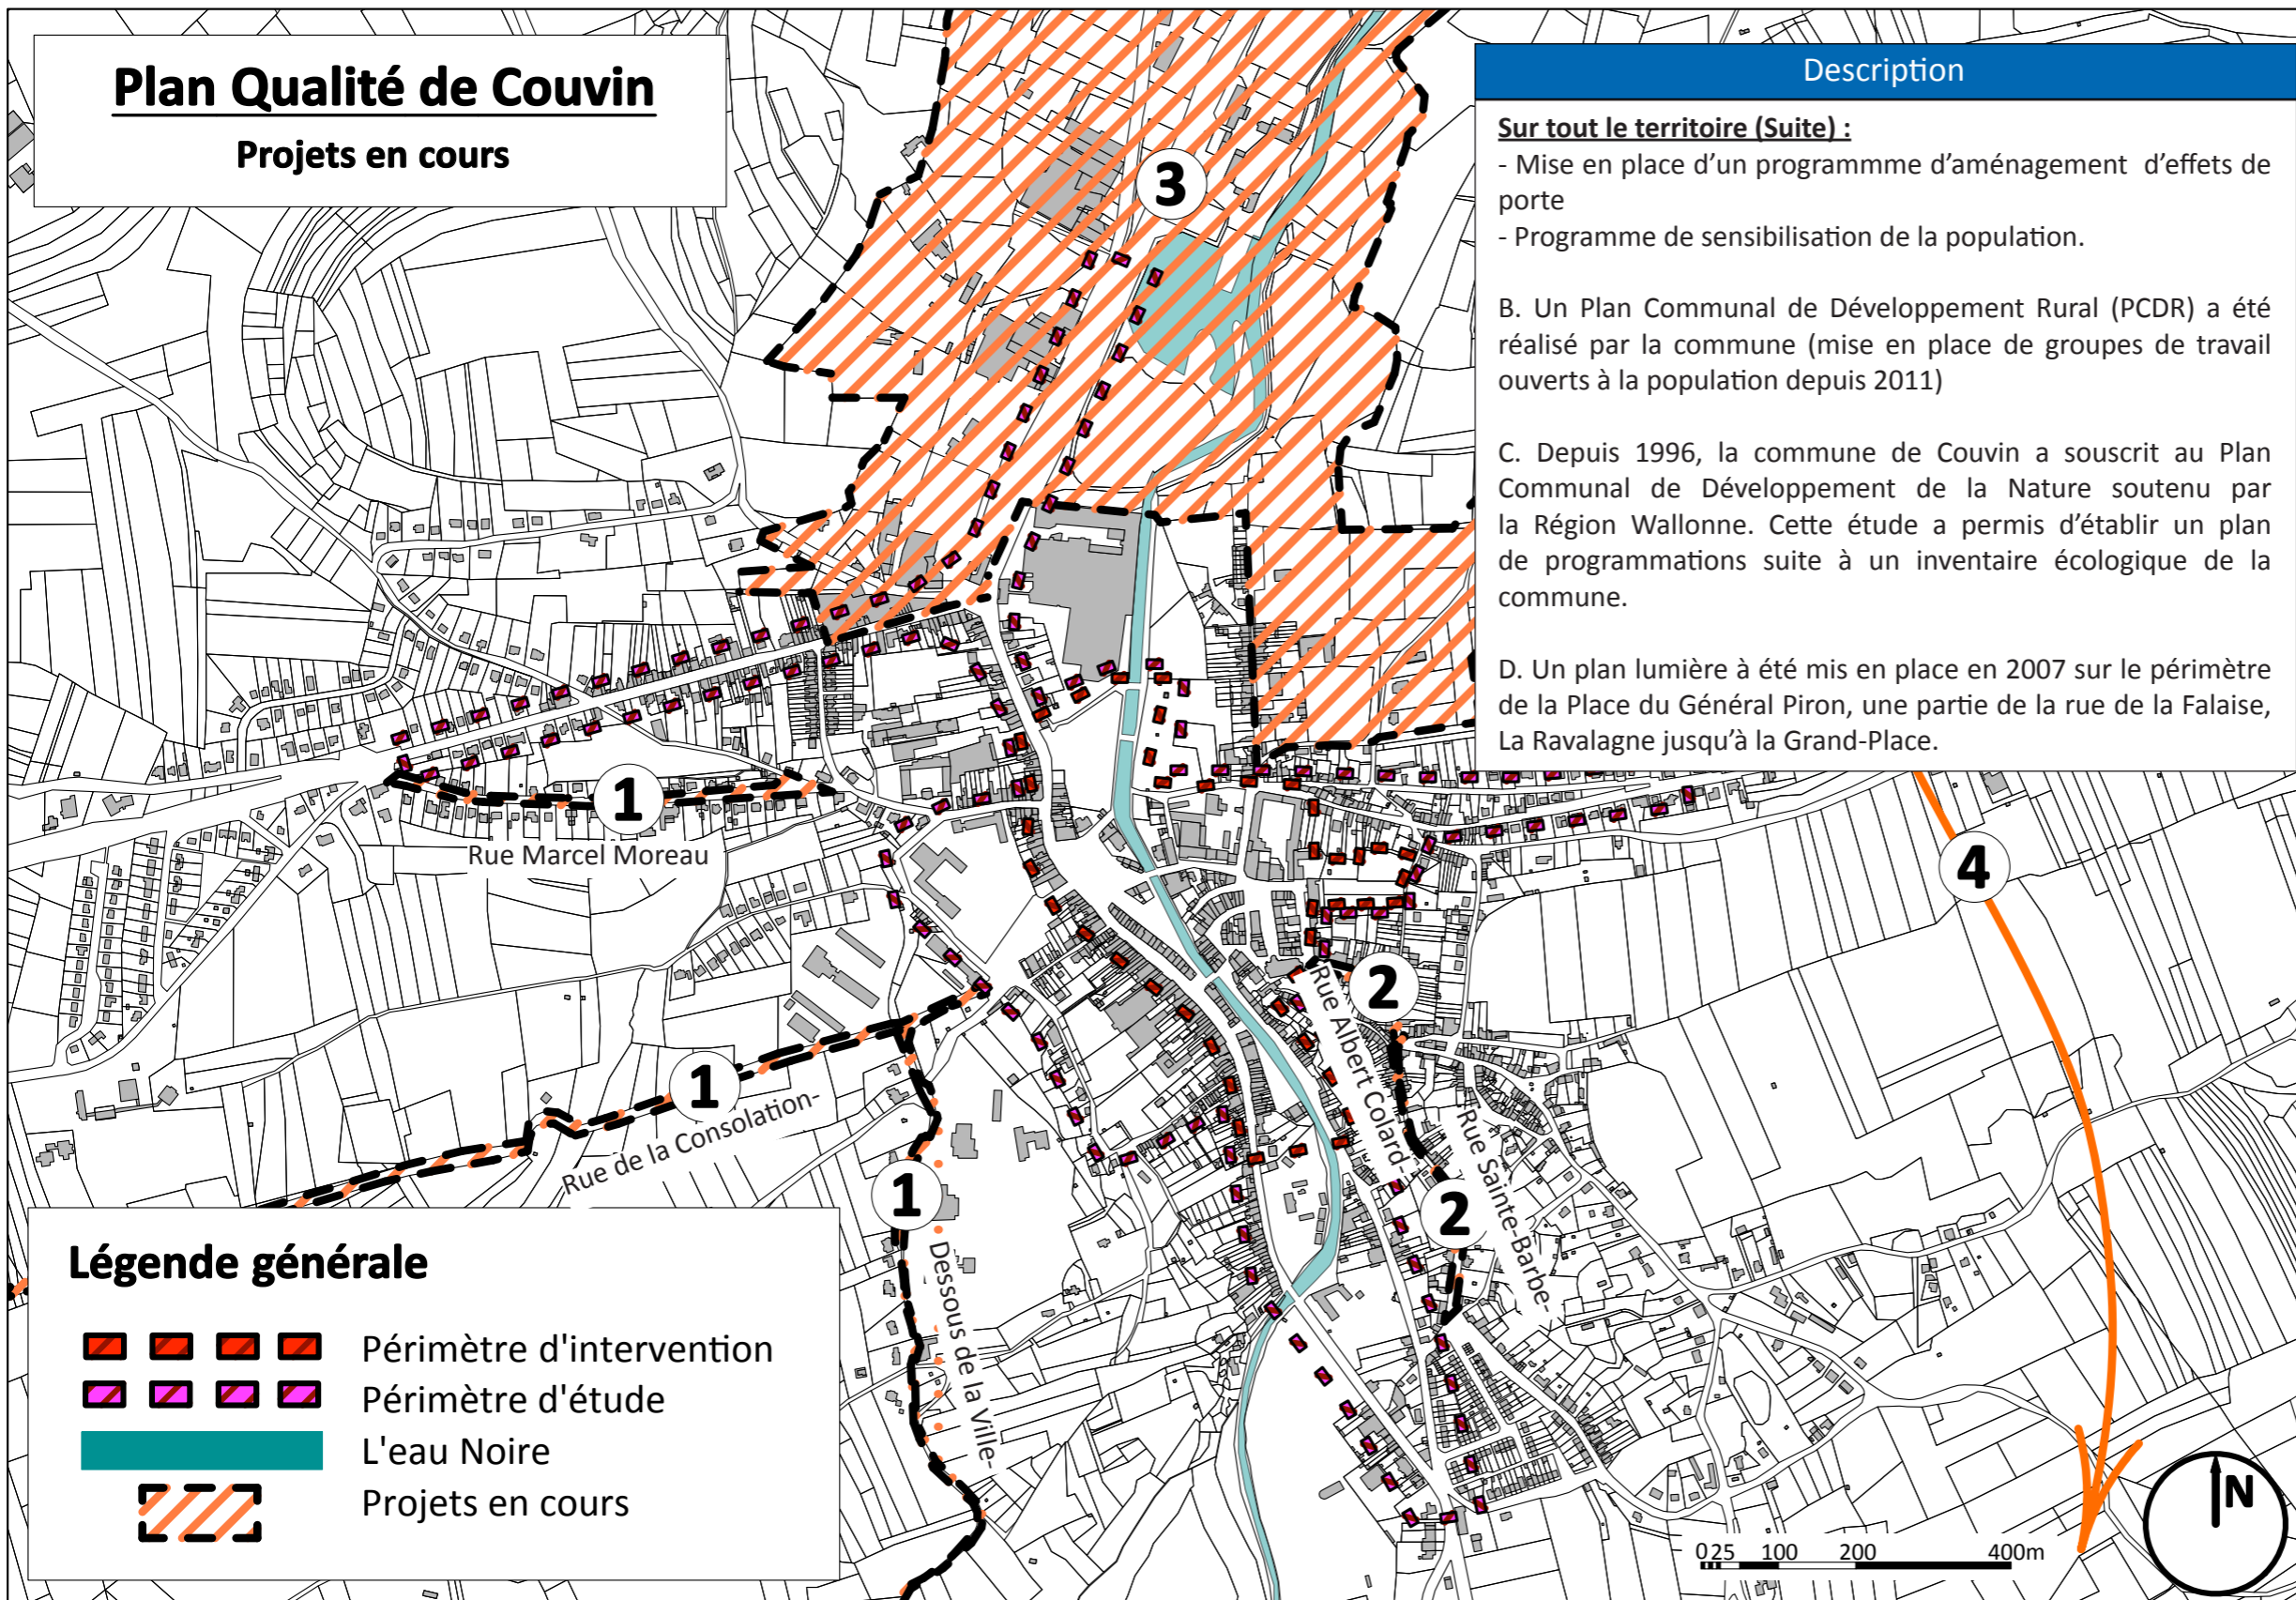 Plan Qualité de Couvin
Projets en cours
Description
Sur tout le territoire (Suite) :
- Mise en place d'un programmme d'aménagement d'effets de
porte
- Programme de sensibilisation de la population.
B. Un Plan Communal de Développement Rural (PCDR) a été
réalisé par la commune (mise en place de groupes de travail
ouverts à la population depuis 2011)
C. Depuis 1996, la commune de Couvin a souscrit au Plan
Communal de Développement de la Nature soutenu par
la Région Wallonne. Cette étude a permis d'établir un plan
de programmations suite à un inventaire écologique de la
commune.
D. Un plan lumière à été mis en place en 2007 sur le périmètre
de la Place du Général Piron, une partie de la rue de la Falaise,
La Ravalagne jusqu'à la Grand-Place.
3
1
Rue Marcel Moreau
4
2
Rue Albert Colard-
1
Rue de la Consolation-
1
2
Rue Sainte-Barbe-
Dessous de la Ville-
Légende générale
Périmètre d'intervention
Périmètre d'étude
L'eau Noire
Projets en cours
025 100 200 400m
N